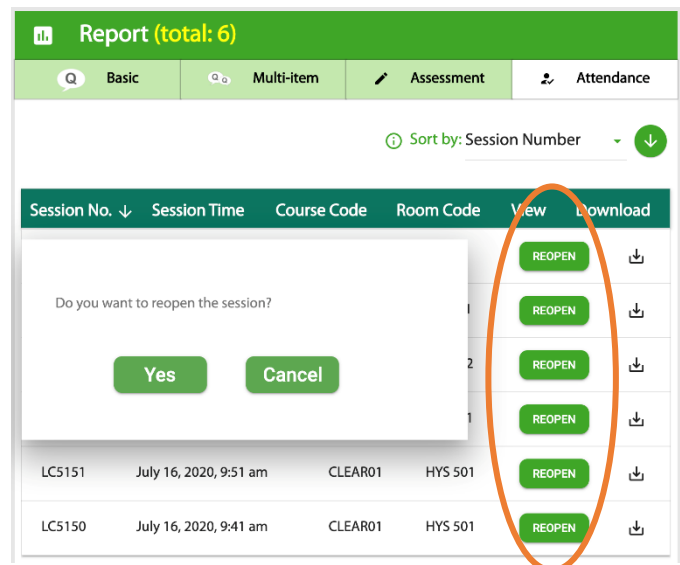 Report (total: 6)
Q Basic Q Q Multi-item Assessment Attendance
Sort by: Session Number
Session No. ↓ Session Time Course Code Room Code View Download
REOPEN
Do you want to reopen the session?
1 REOPEN
Yes Cancel
2 REOPEN
1 REOPEN
LC5151 July 16, 2020, 9:51 am CLEAR01 HYS 501 REOPEN
LC5150 July 16, 2020, 9:41 am CLEAR01 HYS 501 REOPEN